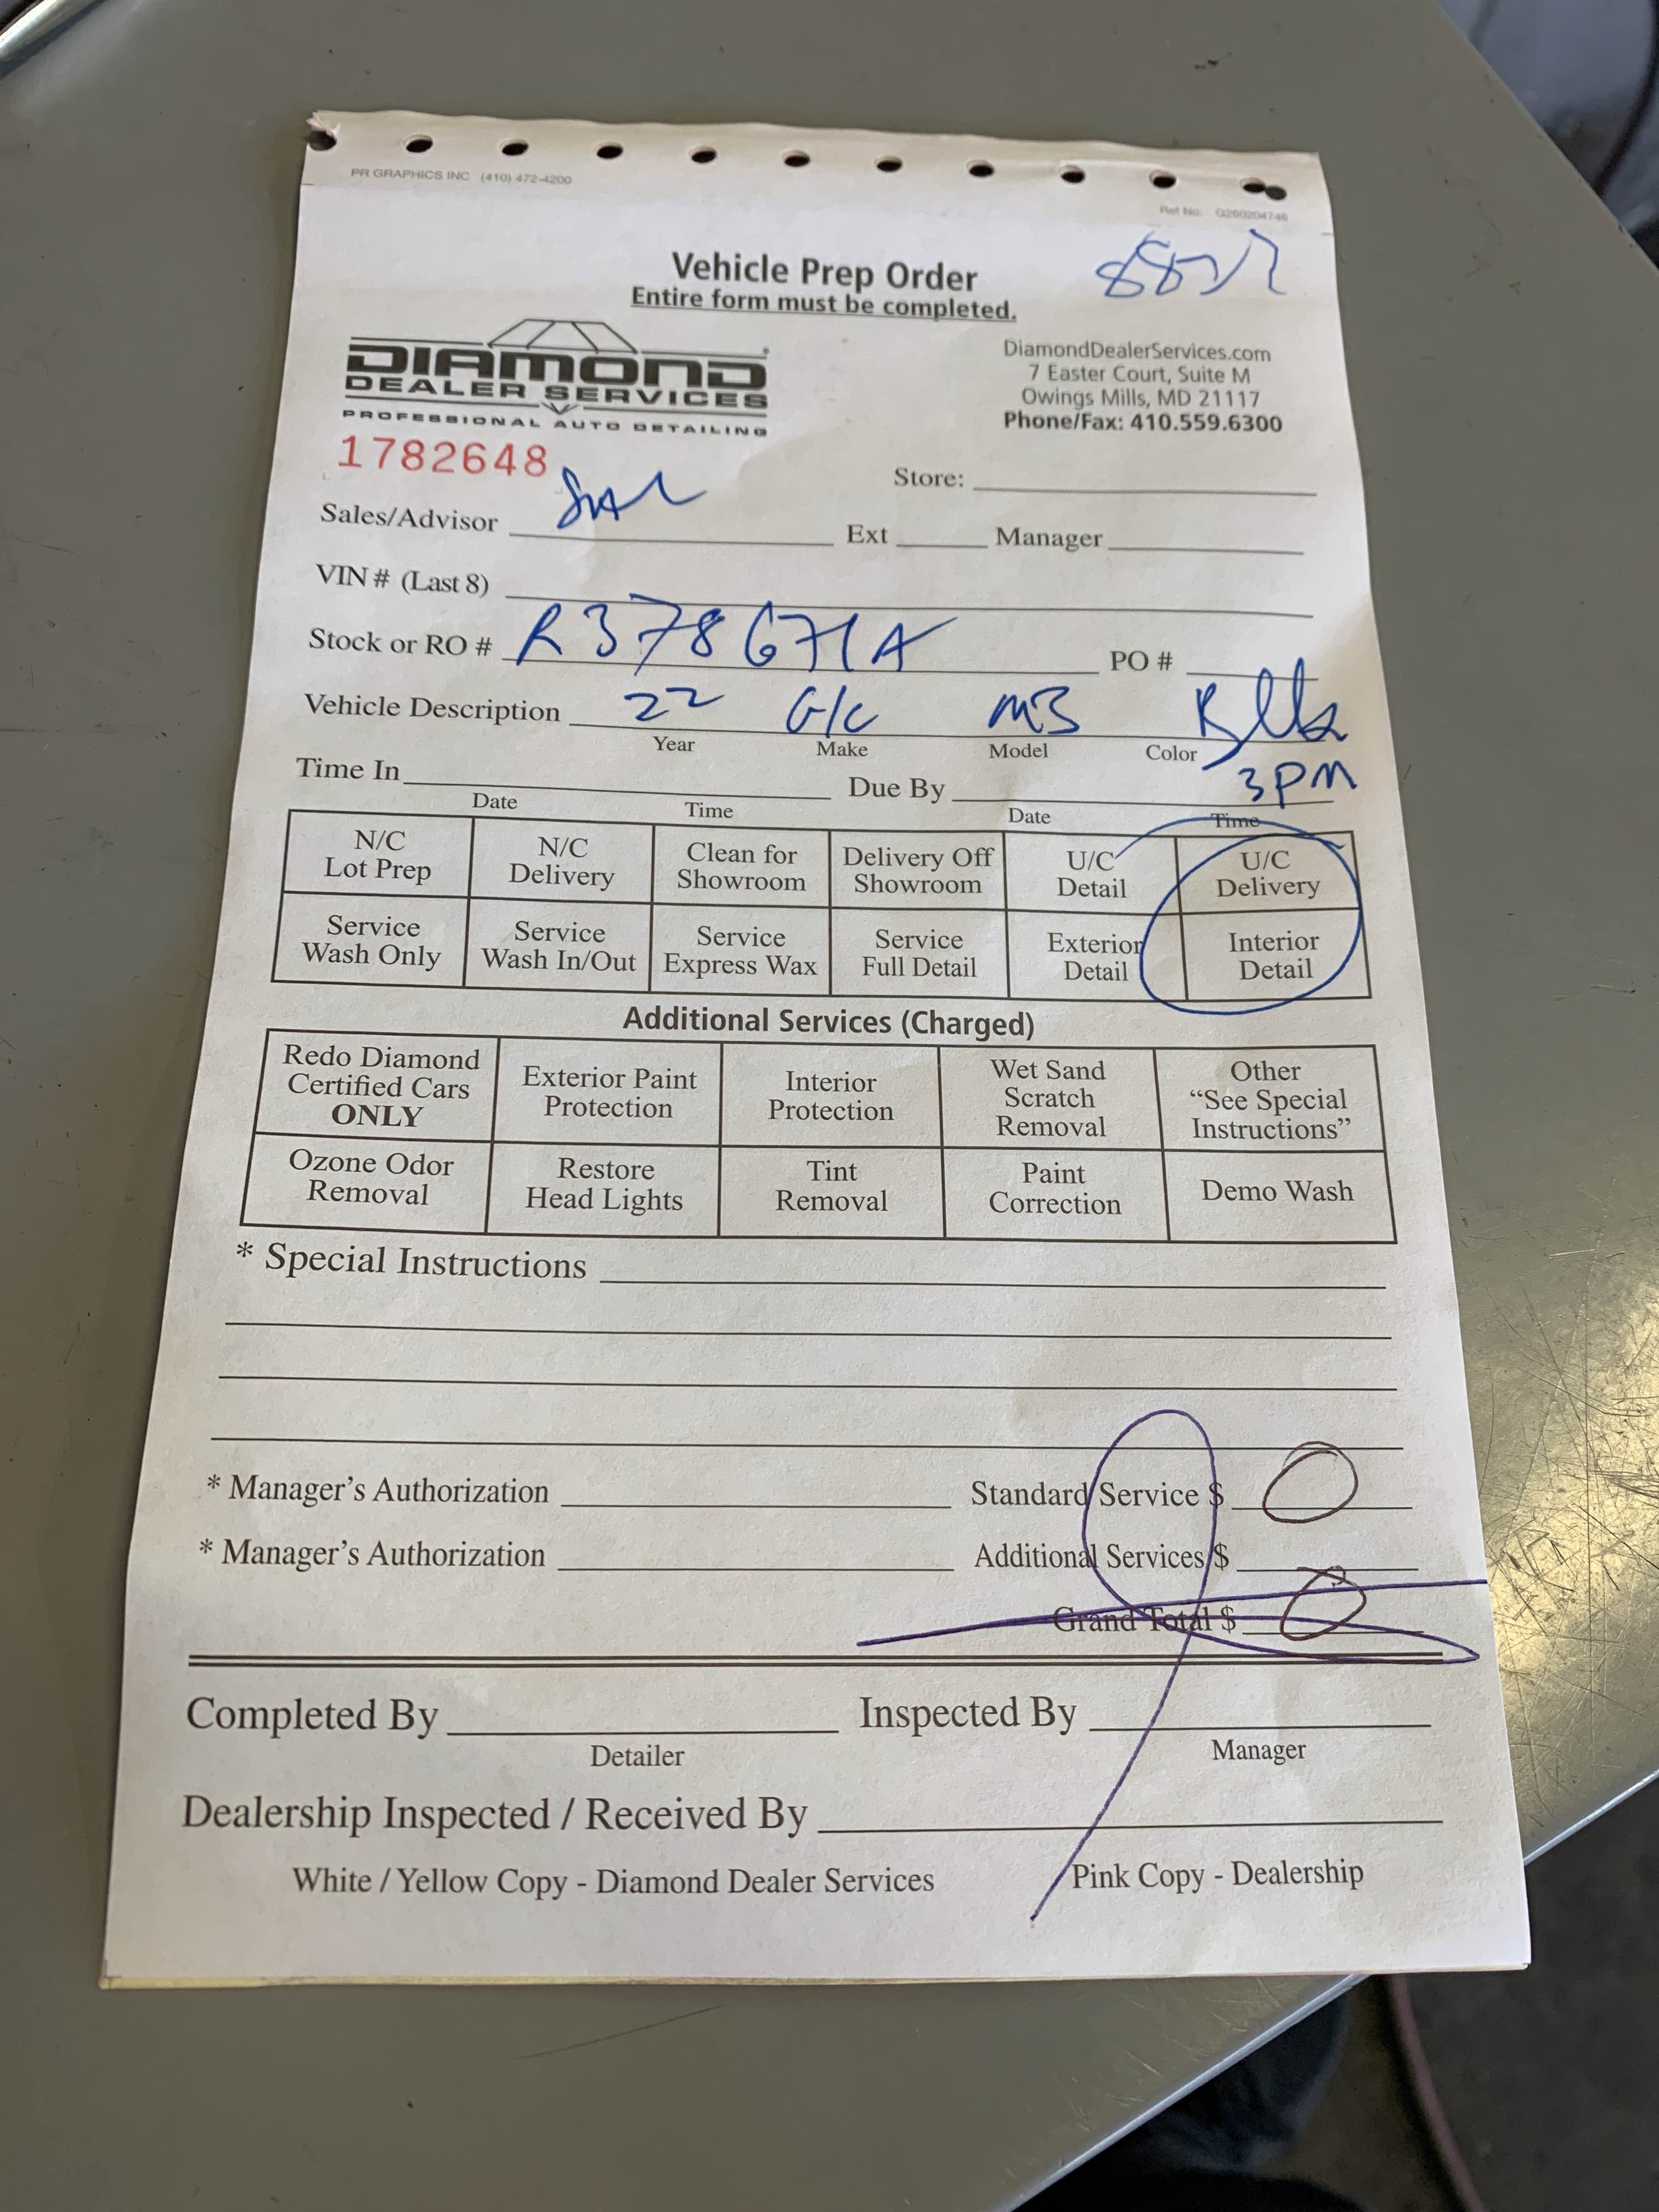 PR GRAPHICS INC (410) 472-4200
Ref No: G260204746
Vehicle Prep Order
Entire form must be completed.
DIAMOND
DEALER SERVICES
PROFESSIONAL AUTO DETAILING
DiamondDealerServices.com
7 Easter Court, Suite M
Owings Mills, MD 21117
Phone/Fax: 410.559.6300
1782648
Store:
Sales/Advisor Ext Manager
VIN # (Last 8)
Stock or RO # R378671A PO #
Vehicle Description 22 G/C M3
Year Make Model Color
Time In Due By 3PM
Date Time Date Time
N/C Lot Prep N/C Delivery Clean for Showroom Delivery Off Showroom U/C Detail U/C Delivery
Service Wash Only Service Wash In/Out Service Express Wax Service Full Detail Exterior Detail Interior Detail
Additional Services (Charged)
Redo Diamond Certified Cars ONLY Exterior Paint Protection Interior Protection Wet Sand Scratch Removal Other "See Special Instructions"
Ozone Odor Removal Restore Head Lights Tint Removal Paint Correction Demo Wash
* Special Instructions
* Manager's Authorization Standard Service $ 0
* Manager's Authorization Additional Services $
Grand Total $ 0
Completed By Inspected By
Detailer Manager
Dealership Inspected / Received By
White / Yellow Copy - Diamond Dealer Services Pink Copy - Dealership